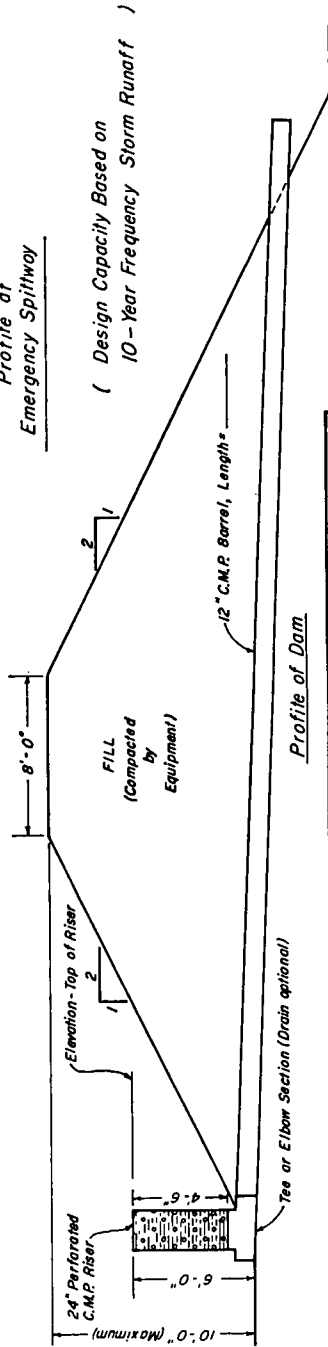 Profile at
Emergency Spillway
( Design Capacity Based on
10-Year Frequency Storm Runoff )
8'-0"
2
1
2
1
Elevation-Top of Riser
FILL
(Compacted
by
Equipment)
24" Perforated
C.M.P. Riser
4'-6"
6'-0"
10'-0" (Maximum)
12" C.M.P. Barrel, Length=
Tee or Elbow Section (Drain optional)
Profile of Dam